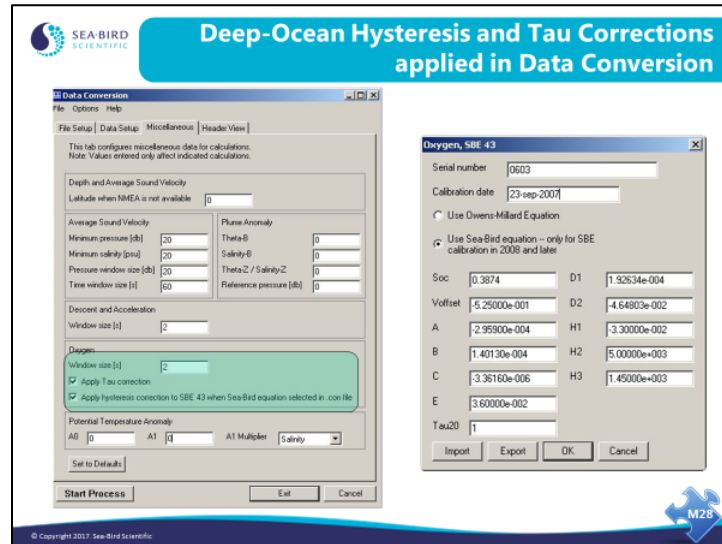 SEA·BIRD
SCIENTIFIC
Deep-Ocean Hysteresis and Tau Corrections
applied in Data Conversion
Data Conversion
File Options Help
File Setup Data Setup Miscellaneous Header View
This tab configures miscellaneous data for
calculations.
Note: Values entered only affect indicated
calculations.
Depth and Average Sound Velocity
Latitude when NMEA is not available 0
Average Sound Velocity
Minimum pressure [db] 20
Minimum salinity [psu] 20
Pressure window size [db] 20
Time window size [s] 60
Plume Anomaly
Theta-B 0
Salinity-B 0
Theta-Z / Salinity-Z 0
Reference pressure [db] 0
Descent and Acceleration
Window size [s] 2
Oxygen
Window size [s] 2
Apply Tau correction
Apply hysteresis correction to SBE 43 when Sea-Bird equation selected in .con file
Potential Temperature Anomaly
A0 0 A1 0 A1 Multiplier Salinity
Set to Defaults
Start Process Exit Cancel
Oxygen, SBE 43
Serial number 0603
Calibration date 23-sep-2007
Use Owens-Millard Equation
Use Sea-Bird equation -- only for SBE
calibration in 2008 and later
Soc 0.3874 D1 1.92634e-004
Voffset -5.25000e-001 D2 -4.64803e-002
A -2.95900e-004 H1 -3.30000e-002
B 1.40130e-004 H2 5.00000e+003
C -3.36160e-006 H3 1.45000e+003
E 3.60000e-002
Tau20 1
Import Export OK Cancel
M28
© Copyright 2017. Sea-Bird Scientific